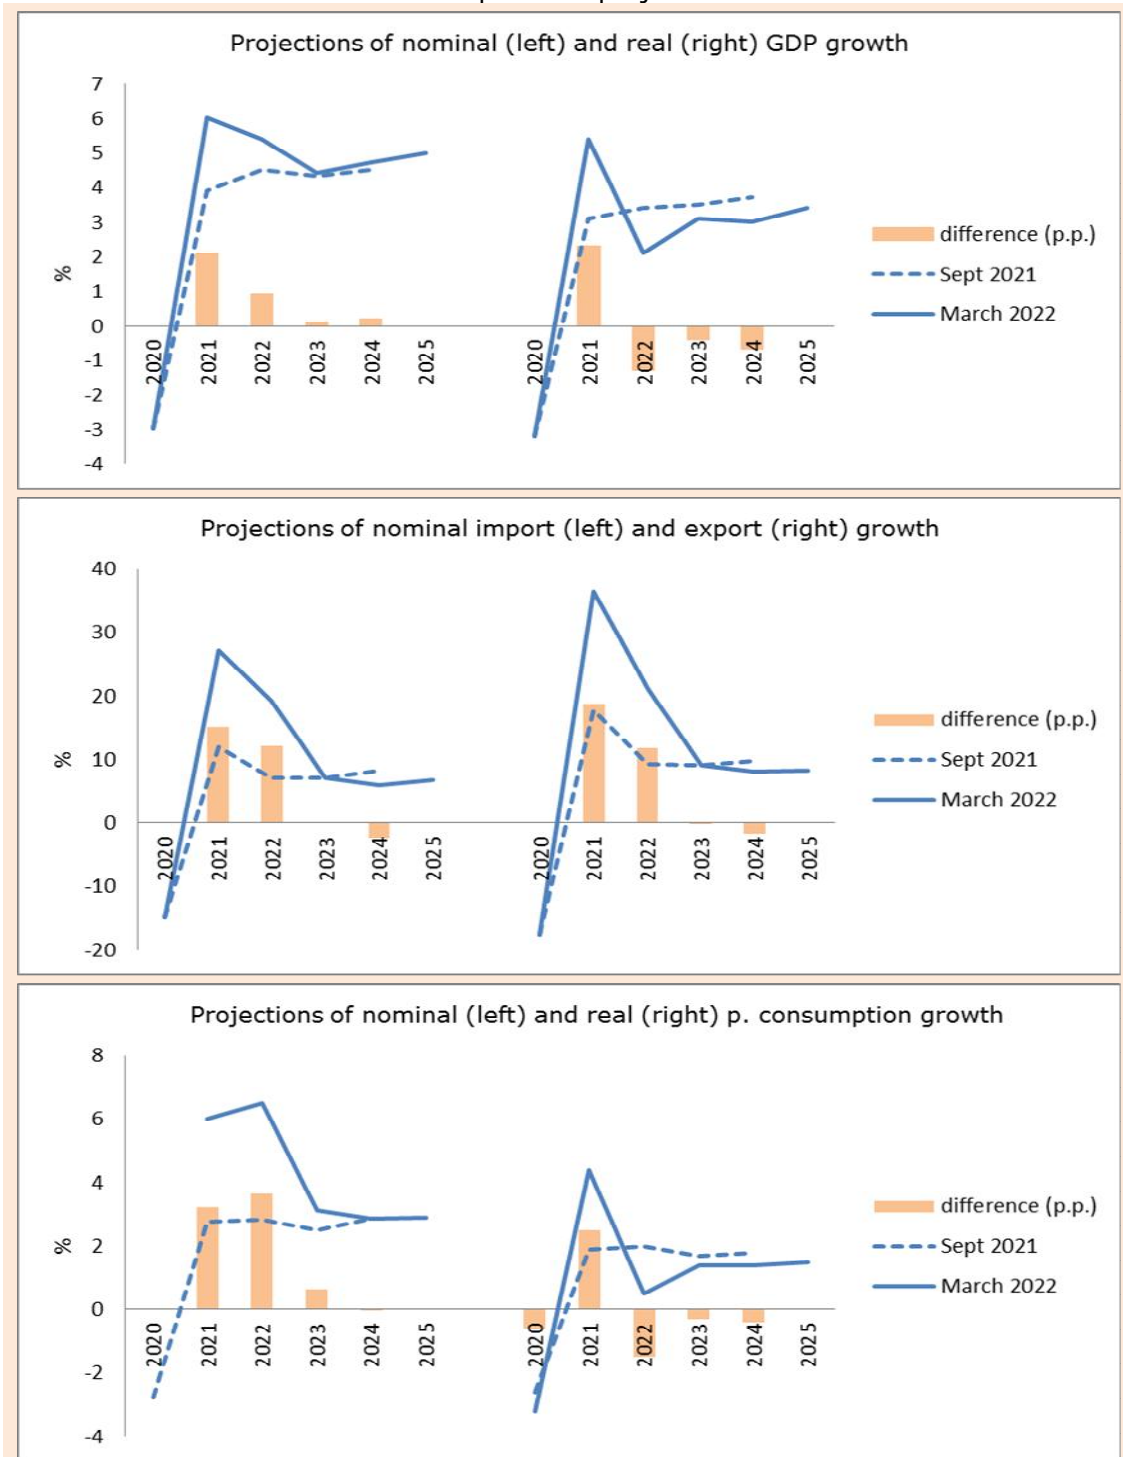 Projections of nominal (left) and real (right) GDP growth
7
6
5
4
3
2
1
0
-1
-2
-3
-4
%
2020 2021 2022 2023 2024 2025
2020 2021 2022 2023 2024 2025
difference (p.p.)
Sept 2021
March 2022
Projections of nominal import (left) and export (right) growth
40
30
20
10
0
-10
-20
%
2020 2021 2022 2023 2024 2025
2020 2021 2022 2023 2024 2025
difference (p.p.)
Sept 2021
March 2022
Projections of nominal (left) and real (right) p. consumption growth
8
6
4
2
0
-2
-4
%
2020 2021 2022 2023 2024 2025
2020 2021 2022 2023 2024 2025
difference (p.p.)
Sept 2021
March 2022